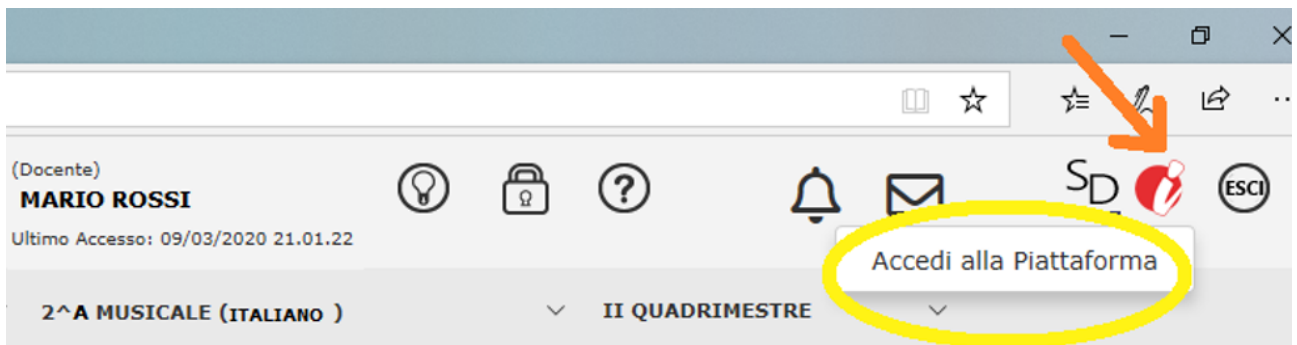 (Docente)
MARIO ROSSI
Ultimo Accesso: 09/03/2020 21.01.22
SD
ESCI
Accedi alla Piattaforma
2^A MUSICALE (ITALIANO )
II QUADRIMESTRE